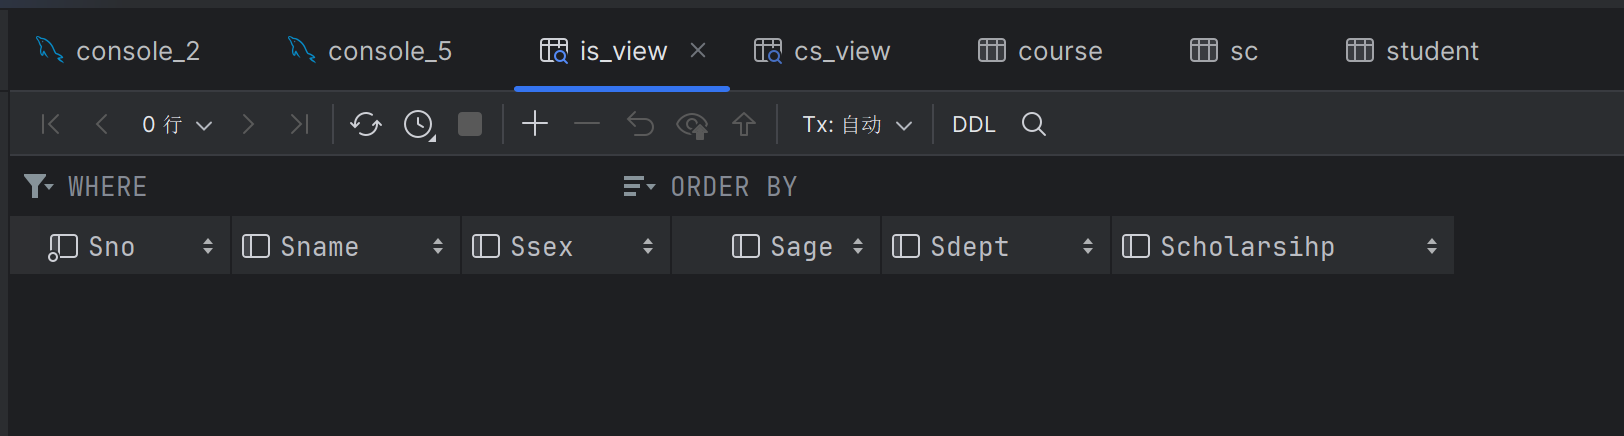 console_2 console_5 is_view cs_view course sc student
0 行 Tx: 自动 DDL
WHERE ORDER BY
Sno Sname Ssex Sage Sdept Scholarsihp